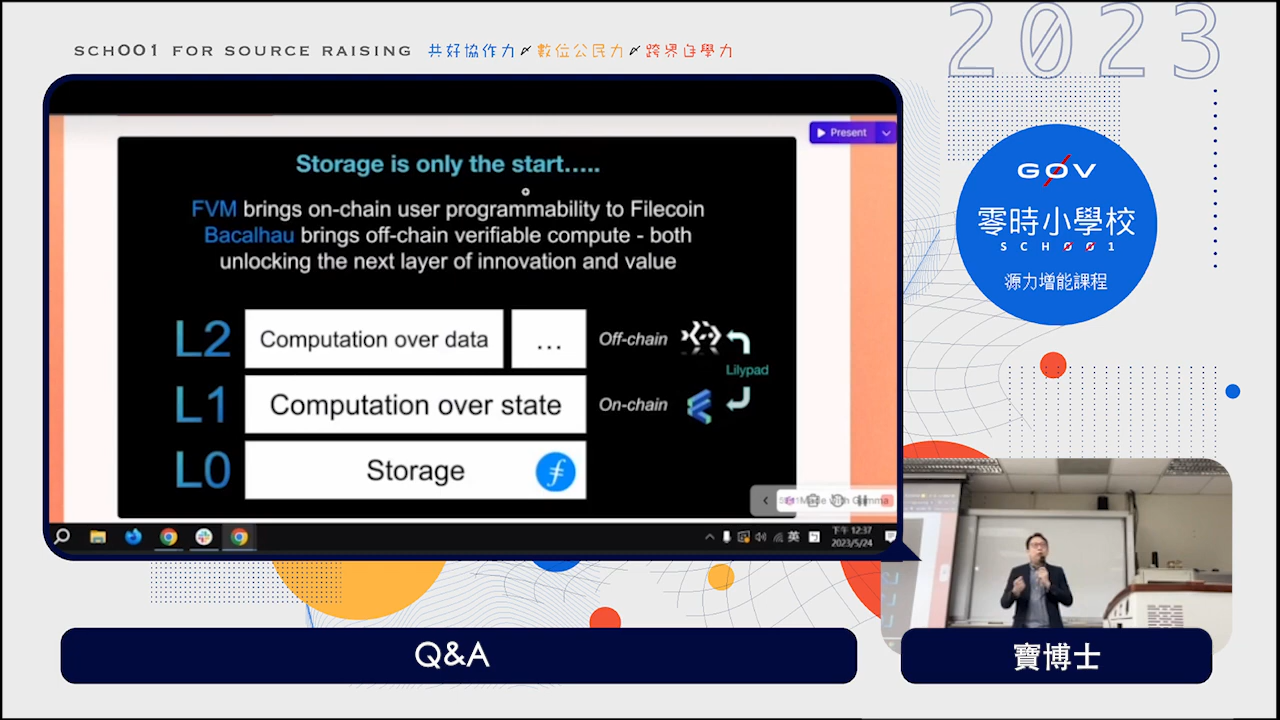 SCH001 FOR SOURCE RAISING 共好協作力 數位公民力 跨界自學力
2023
GØV
零時小學校
SCH001
源力增能課程
Present
Storage is only the start.....
FVM brings on-chain user programmability to Filecoin
Bacalhau brings off-chain verifiable compute - both
unlocking the next layer of innovation and value
L2 Computation over data ... Off-chain
Lilypad
L1 Computation over state On-chain
L0 Storage
Made with Gamma
英
下午 12:37
2023/5/24
Q&A
寶博士